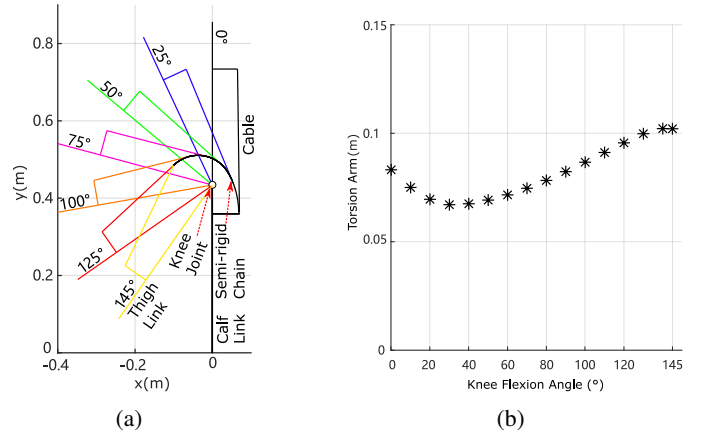 0.8
0.6
0.4
0.2
0
y(m)
-0.4
-0.2
0
x(m)
0°
25°
50°
75°
100°
125°
145°
Thigh
Link
Knee
Joint
Calf
Link
Semi-rigid
Chain
Cable
(a)
0.15
0.1
0.05
0
Torsion Arm (m)
0 20 40 60 80 100 120 145
Knee Flexion Angle (°)
(b)